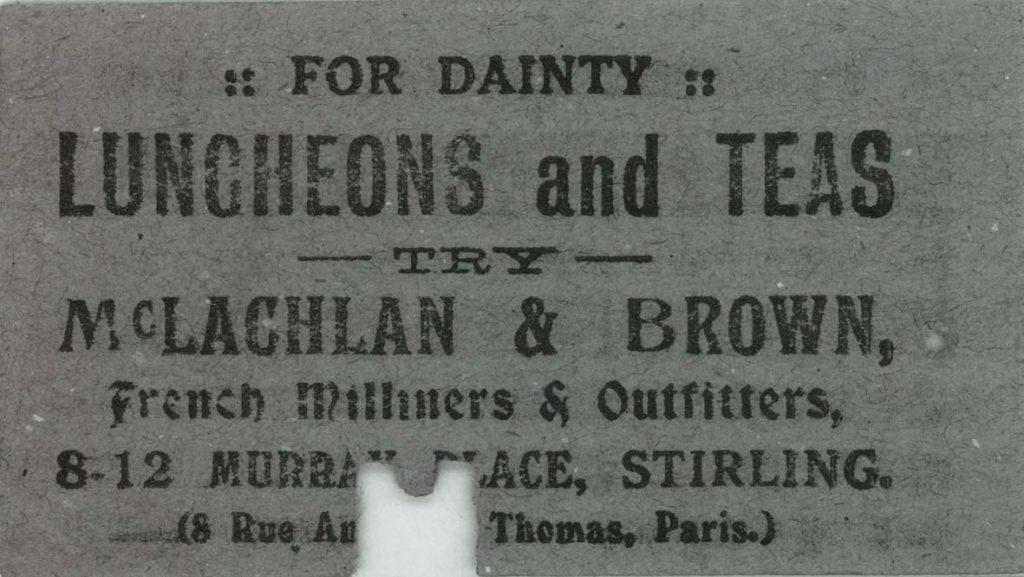 :: FOR DAINTY ::
LUNCHEONS and TEAS
— TRY —
McLACHLAN & BROWN,
French Milliners & Outfitters,
8-12 MURRAY PLACE, STIRLING.
(8 Rue Thomas, Paris.)